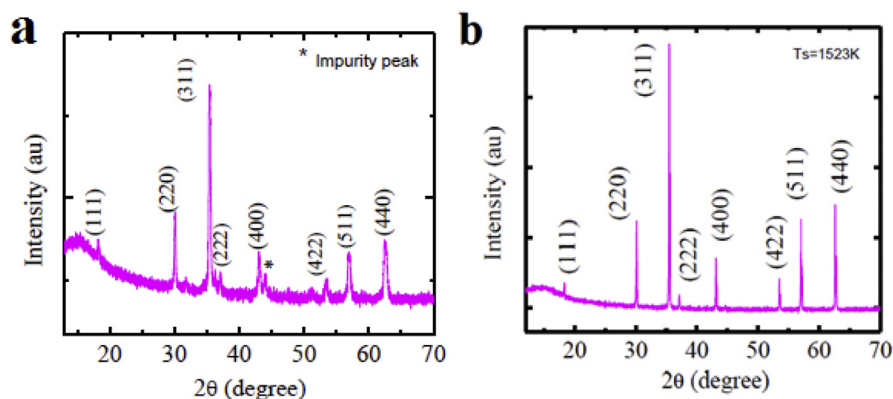 a
* Impurity peak
(111)
(220)
(311)
(222)
(400)
*
(422)
(511)
(440)
Intensity (au)
20 30 40 50 60 70
2θ (degree)
b
Ts=1523K
(111)
(220)
(311)
(222)
(400)
(422)
(511)
(440)
Intensity (au)
20 30 40 50 60 70
2θ (degree)